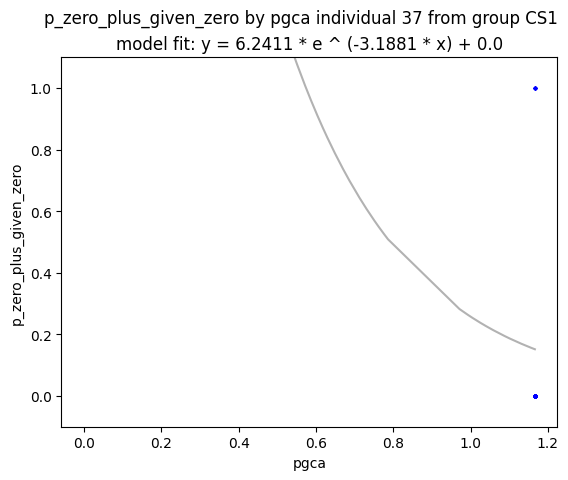 p_zero_plus_given_zero by pgca individual 37 from group CS1
model fit: y = 6.2411 * e ^ (-3.1881 * x) + 0.0
p_zero_plus_given_zero
1.0
0.8
0.6
0.4
0.2
0.0
0.0 0.2 0.4 0.6 0.8 1.0 1.2
pgca